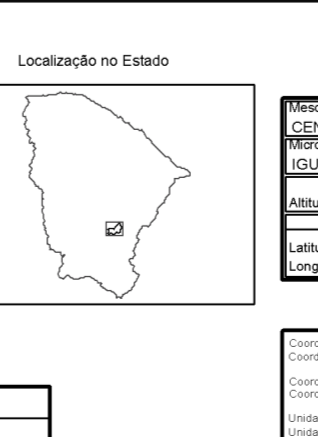 Localização no Estado
CEN
IGU
Altitu
Latitu
Long
Coord
Coord
Coord
Coord
Unida
Unida